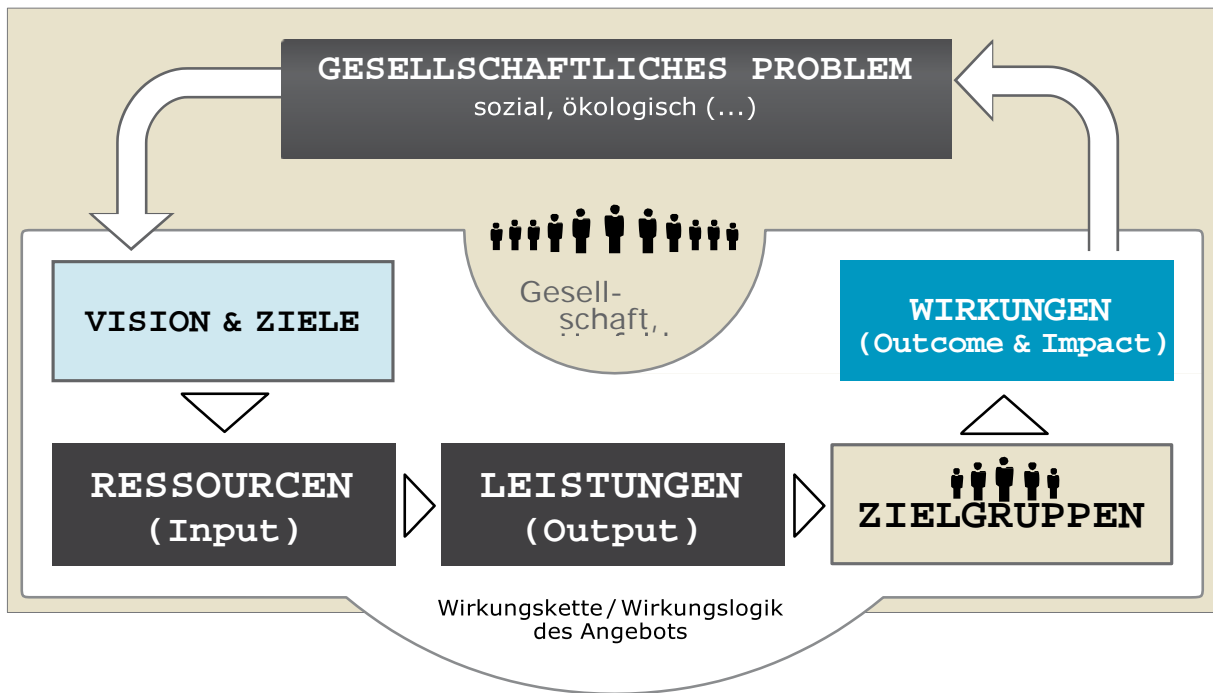 GESELLSCHAFTLICHES PROBLEM
sozial, ökologisch (...)
Gesell-
schaft,
VISION & ZIELE
WIRKUNGEN
(Outcome & Impact)
RESSOURCEN
(Input)
LEISTUNGEN
(Output)
ZIELGRUPPEN
Wirkungskette/Wirkungslogik
des Angebots